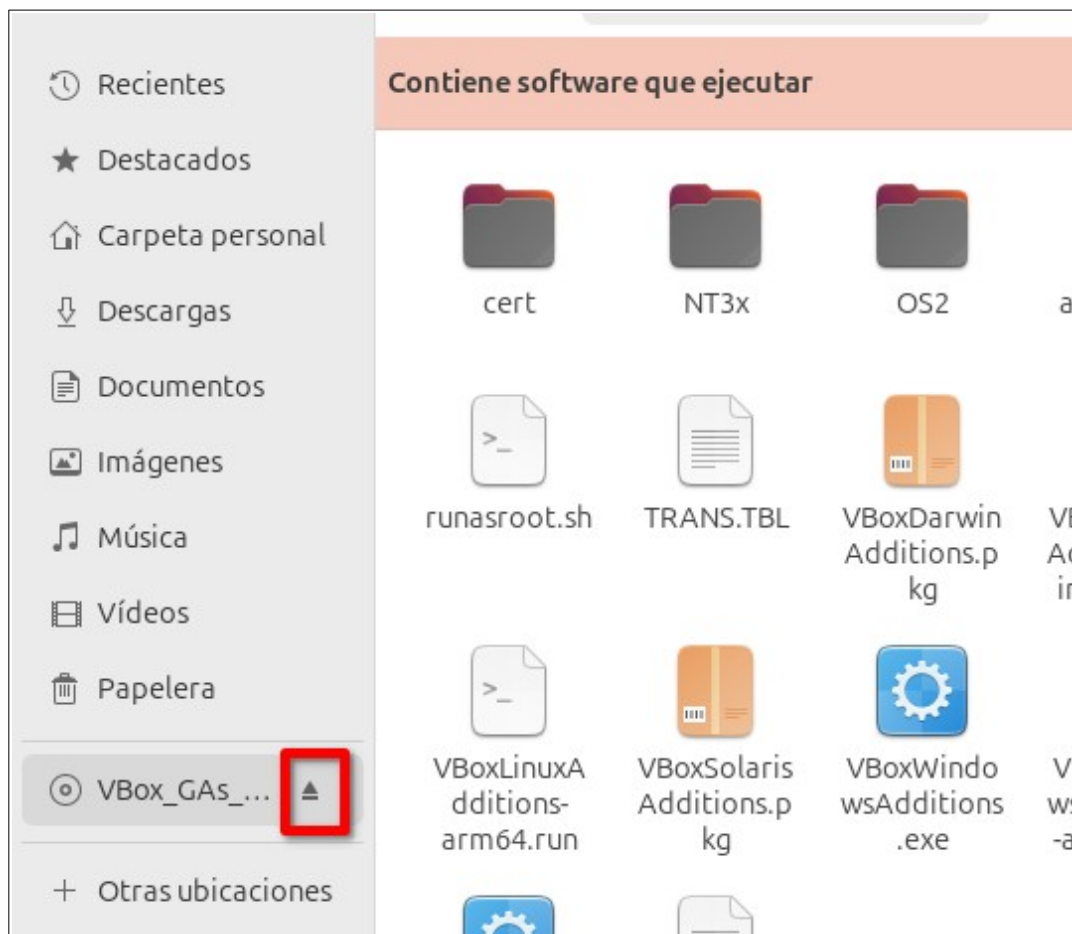 Recientes
Destacados
Carpeta personal
Descargas
Documentos
Imágenes
Música
Vídeos
Papelera
VBox_GAs_...
+ Otras ubicaciones
Contiene software que ejecutar
cert
NT3x
OS2
runasroot.sh
TRANS.TBL
VBoxDarwin
Additions.p
kg
VBoxLinuxA
dditions-
arm64.run
VBoxSolaris
Additions.p
kg
VBoxWindo
wsAdditions
.exe